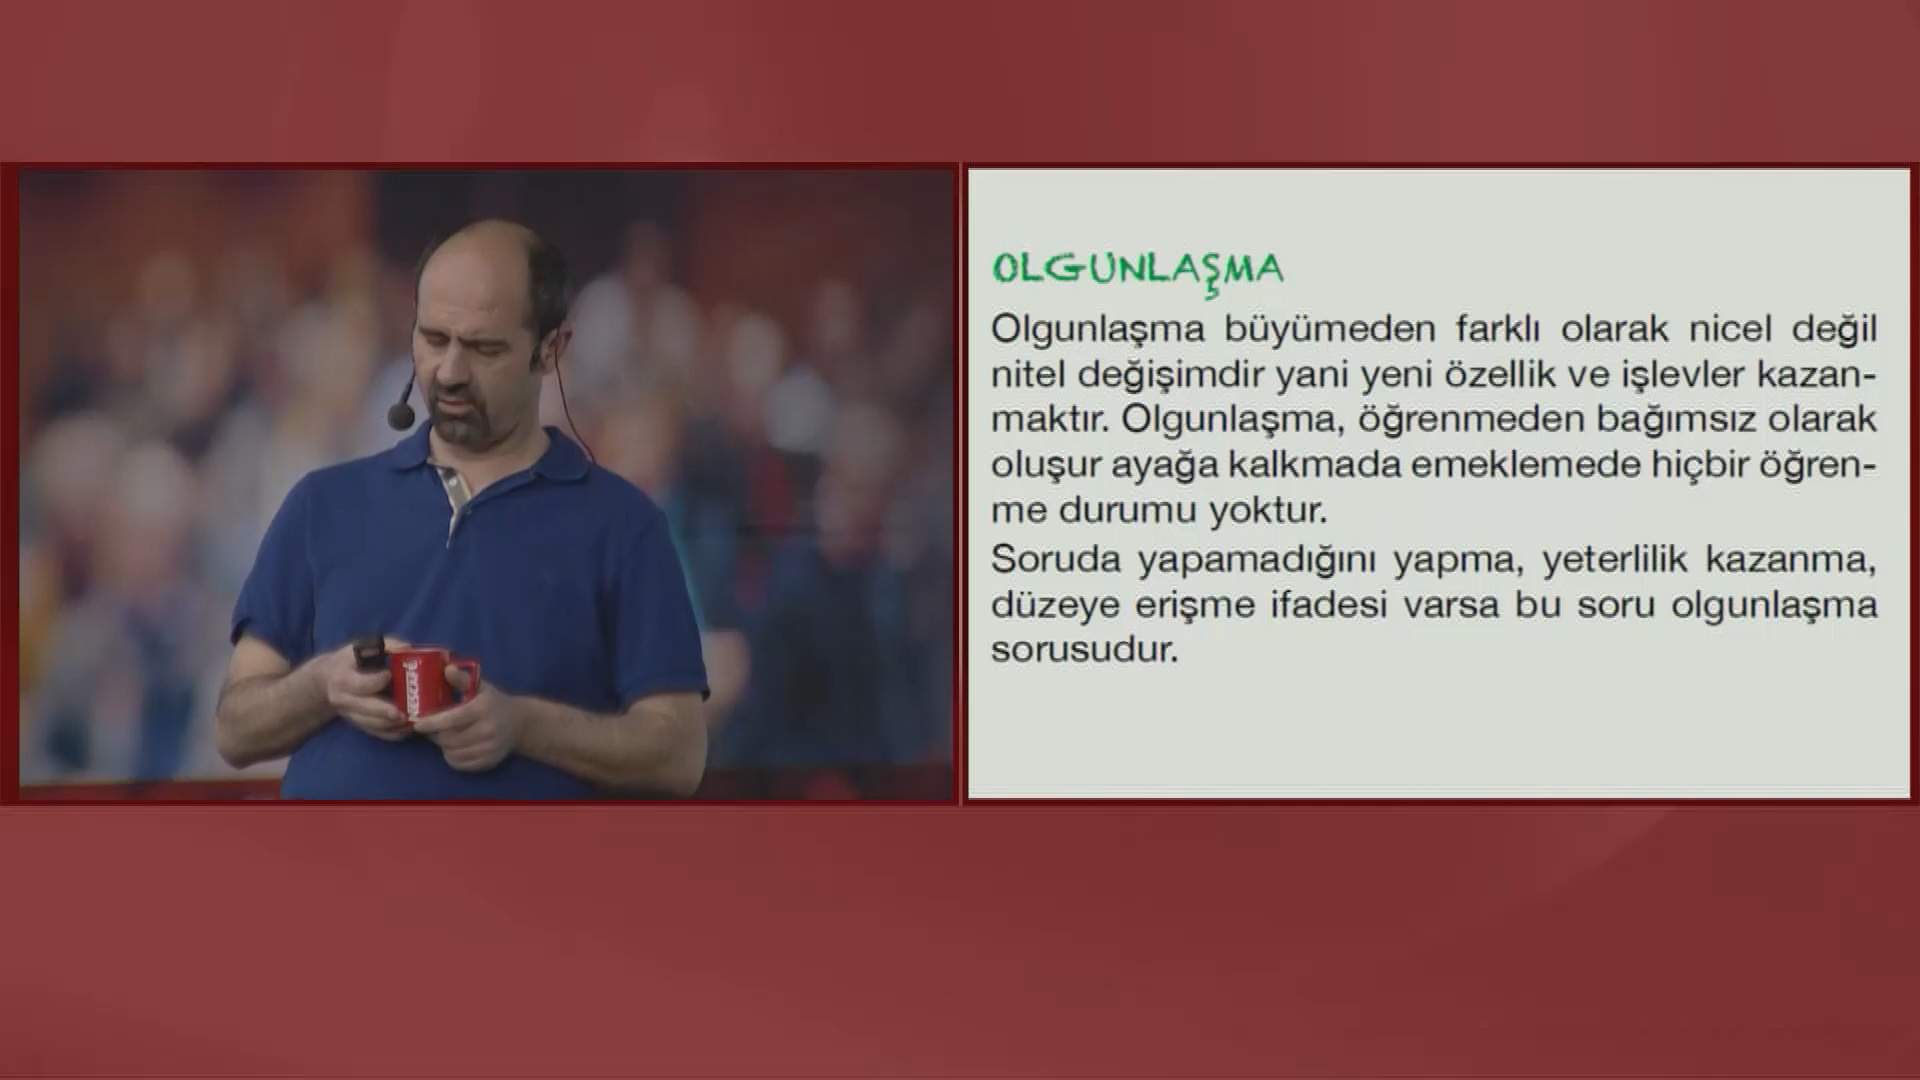 OLGUNLAŞMA
Olgunlaşma büyümeden farklı olarak nicel değil
nitel değişimdir yani yeni özellik ve işlevler kazan-
maktır. Olgunlaşma, öğrenmeden bağımsız olarak
oluşur ayağa kalkmada emeklemede hiçbir öğren-
me durumu yoktur.
Soruda yapamadığını yapma, yeterlilik kazanma,
düzeye erişme ifadesi varsa bu soru olgunlaşma
sorusudur.
NESCAFÉ